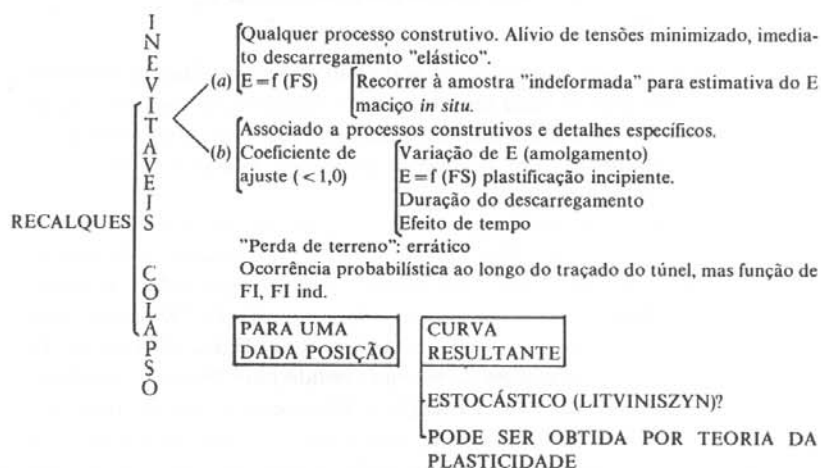 INEVITAVEIS
Qualquer processo construtivo. Alívio de tensões minimizado, imedia-
to descarregamento "elástico".
(a) E = f (FS)
Recorrer à amostra "indeformada" para estimativa do E
maciço in situ.
Associado a processos construtivos e detalhes específicos.
(b) Coeficiente de
ajuste ( < 1,0)
Variação de E (amolgamento)
E = f (FS) plastificação incipiente.
Duração do descarregamento
Efeito de tempo
RECALQUES
"Perda de terreno": errático
COLAPSO
Ocorrência probabilística ao longo do traçado do túnel, mas função de
FI, FI ind.
PARA UMA
DADA POSIÇÃO
CURVA
RESULTANTE
ESTOCÁSTICO (LITVINISZYN)?
PODE SER OBTIDA POR TEORIA DA
PLASTICIDADE